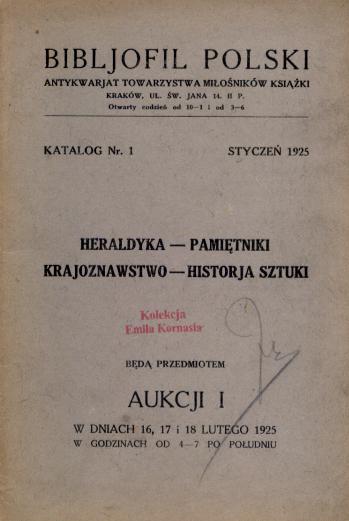 BIBLJOFIL POLSKI
ANTYKWARJAT TOWARZYSTWA MIŁOŚNIKÓW KSIĄŻKI
KRAKÓW, UL. ŚW. JANA 14. II P.
Otwarty codzień od 10—1 i od 3—6
KATALOG Nr. 1 STYCZEŃ 1925
HERALDYKA — PAMIĘTNIKI
KRAJOZNAWSTWO — HISTORJA SZTUKI
Kolekcja
Emila Kornasia
BĘDĄ PRZEDMIOTEM
AUKCJI I
W DNIACH 16, 17 i 18 LUTEGO 1925
W GODZINACH OD 4—7 PO POŁUDNIU